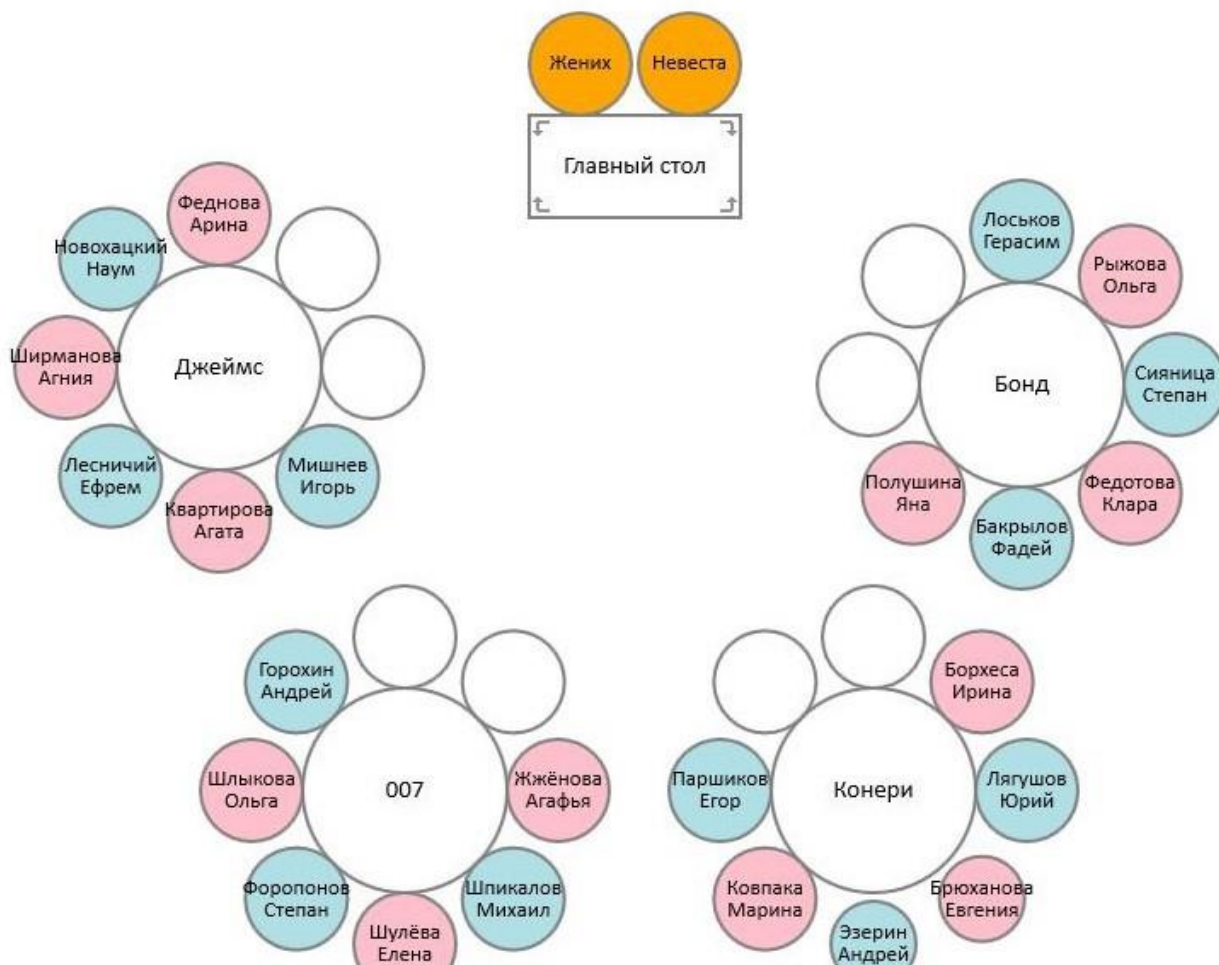 Жених
Невеста
Главный стол
Феднова
Арина
Новохацкий
Наум
Ширманова
Агния
Джеймс
Лесничий
Ефрем
Квартирова
Агата
Мишнев
Игорь
Лоськов
Герасим
Рыжова
Ольга
Сияница
Степан
Бонд
Полушина
Яна
Федотова
Клара
Бакрылов
Фадей
Горохин
Андрей
Шлыкова
Ольга
007
Жжёнова
Агафья
Форопонов
Степан
Шпикалов
Михаил
Шулёва
Елена
Борхеса
Ирина
Паршиков
Егор
Конери
Лягушов
Юрий
Ковпака
Марина
Брюханова
Евгения
Эзерин
Андрей